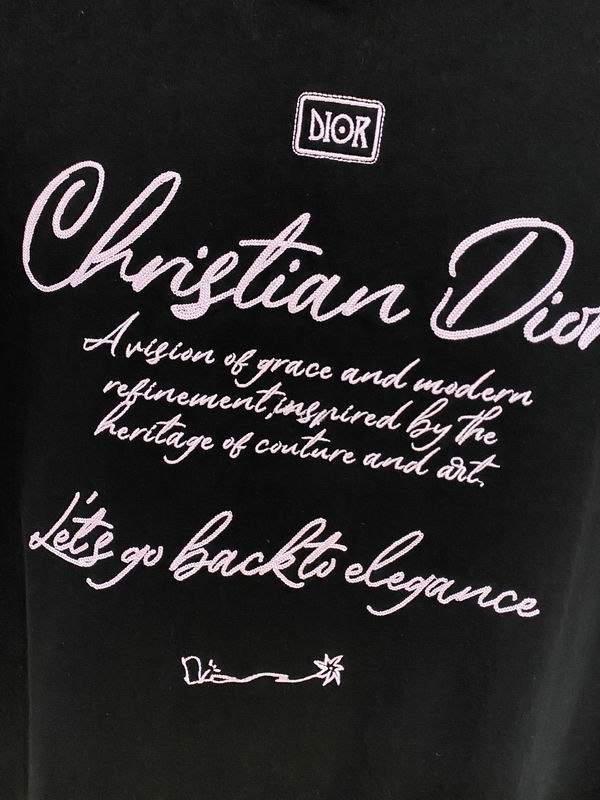 DIOR
Christian Dior
A vision of grace and modern
refinement,inspired by the
heritage of couture and art.
Let's go back to elegance
Dior